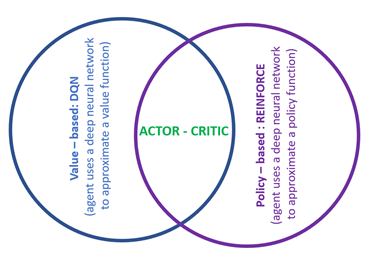 Value – based: DQN
(agent uses a deep neural network
to approximate a value function)
ACTOR - CRITIC
Policy – based : REINFORCE
(agent uses a deep neural network
to approximate a policy function)